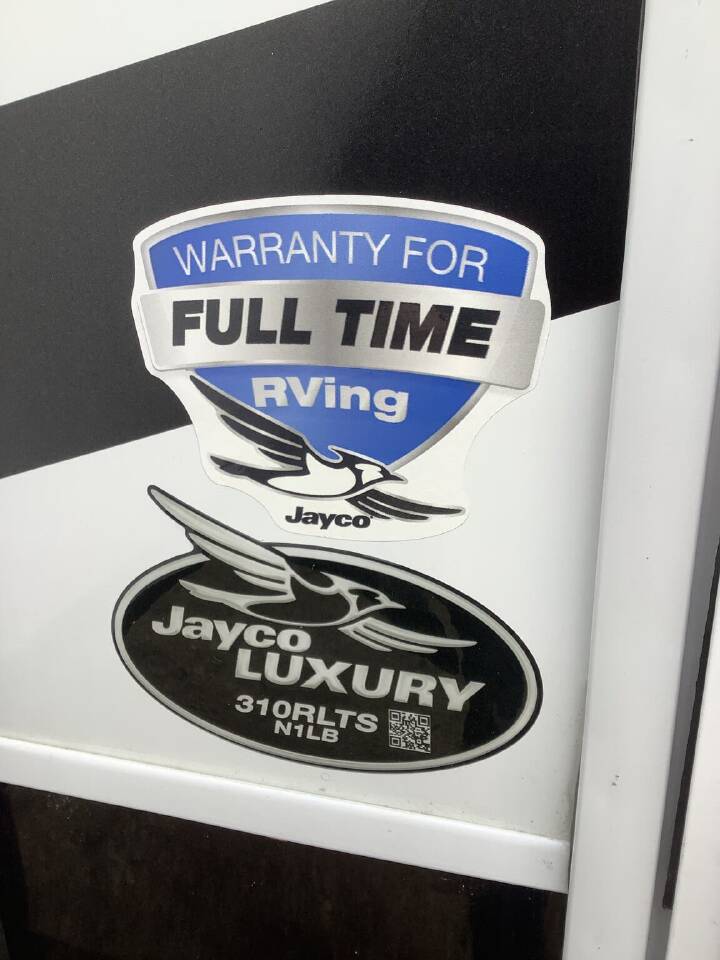 WARRANTY FOR
FULL TIME
RVing
Jayco
Jayco
LUXURY
310RLTS
N1LB